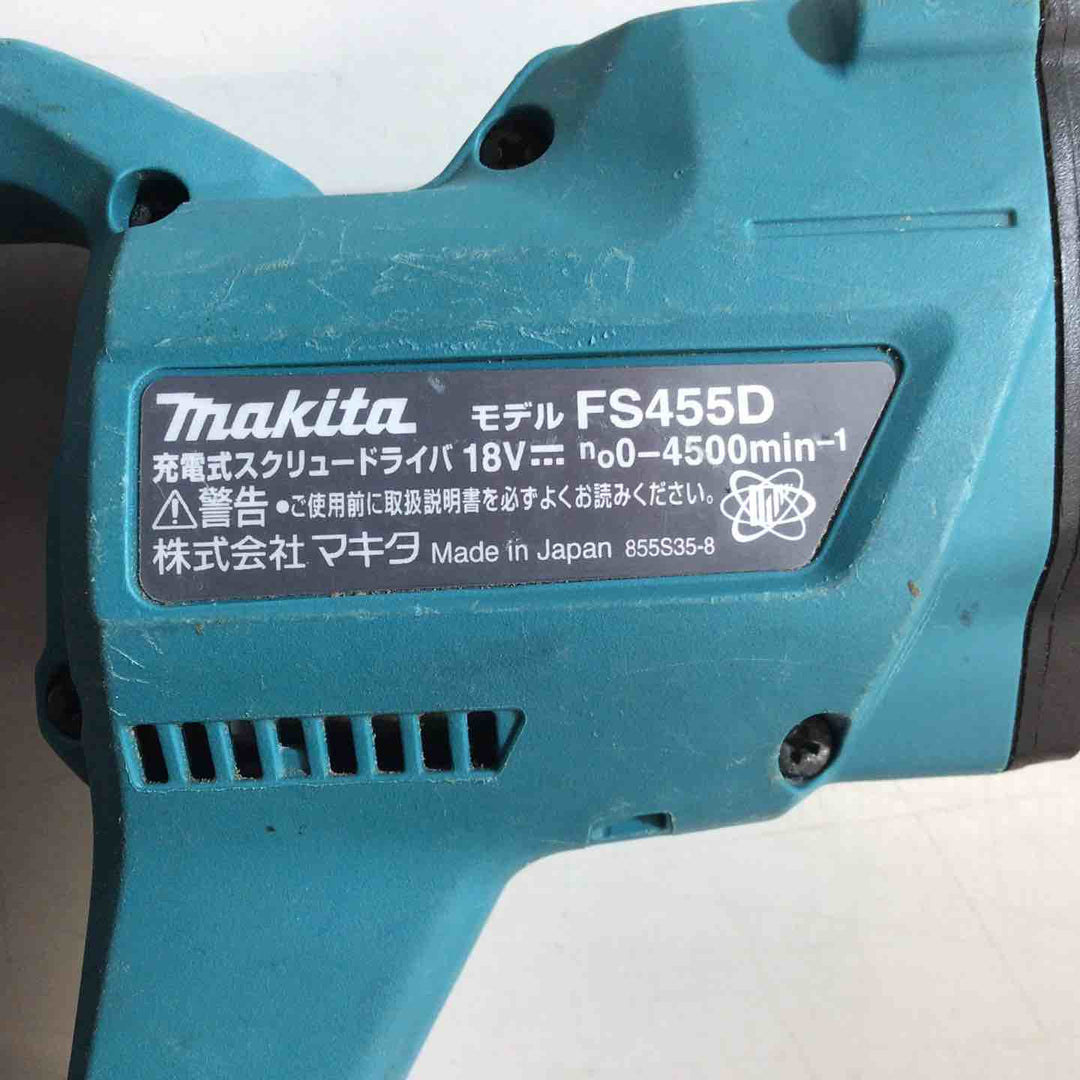 makita モデル FS455D
充電式スクリュードライバ 18V⎓ n₀0-4500min⁻¹
⚠警告 •ご使用前に取扱説明書を必ずよくお読みください。
株式会社マキタ Made in Japan 855S35-8